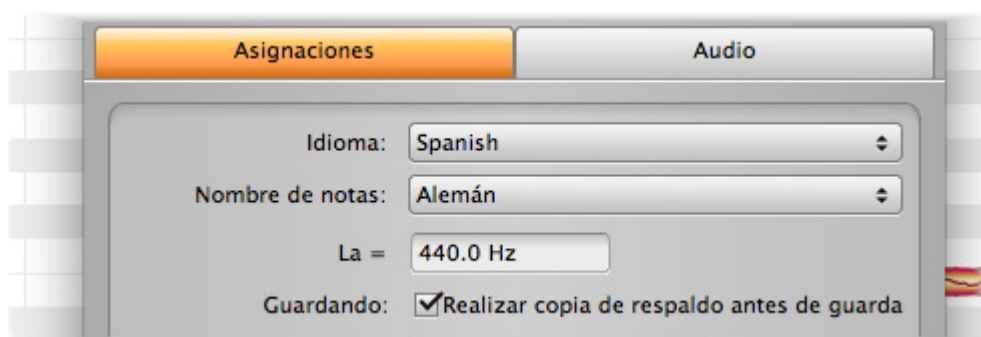 Asignaciones Audio
Idioma: Spanish
Nombre de notas: Alemán
La = 440.0 Hz
Guardando: Realizar copia de respaldo antes de guarda